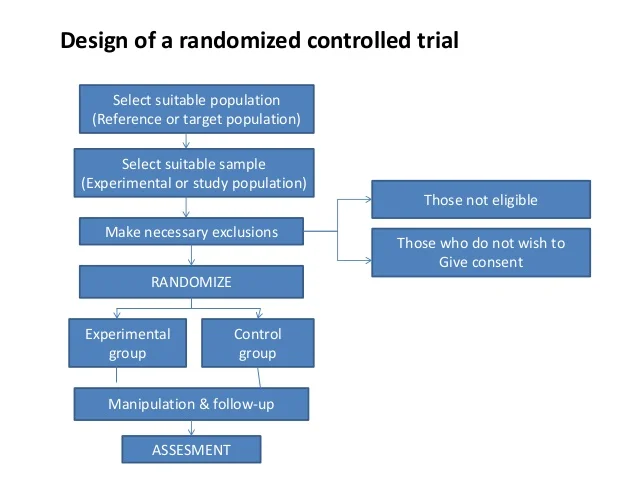 Design of a randomized controlled trial
Select suitable population
(Reference or target population)
Select suitable sample
(Experimental or study population)
Make necessary exclusions
Those not eligible
Those who do not wish to
Give consent
RANDOMIZE
Experimental
group
Control
group
Manipulation & follow-up
ASSESMENT